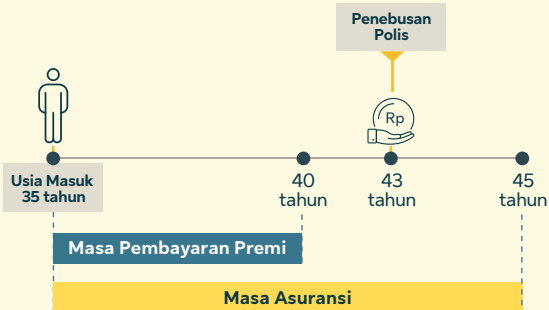 Penebusan
Polis
Rp
Usia Masuk
35 tahun
40
tahun
43
tahun
45
tahun
Masa Pembayaran Premi
Masa Asuransi